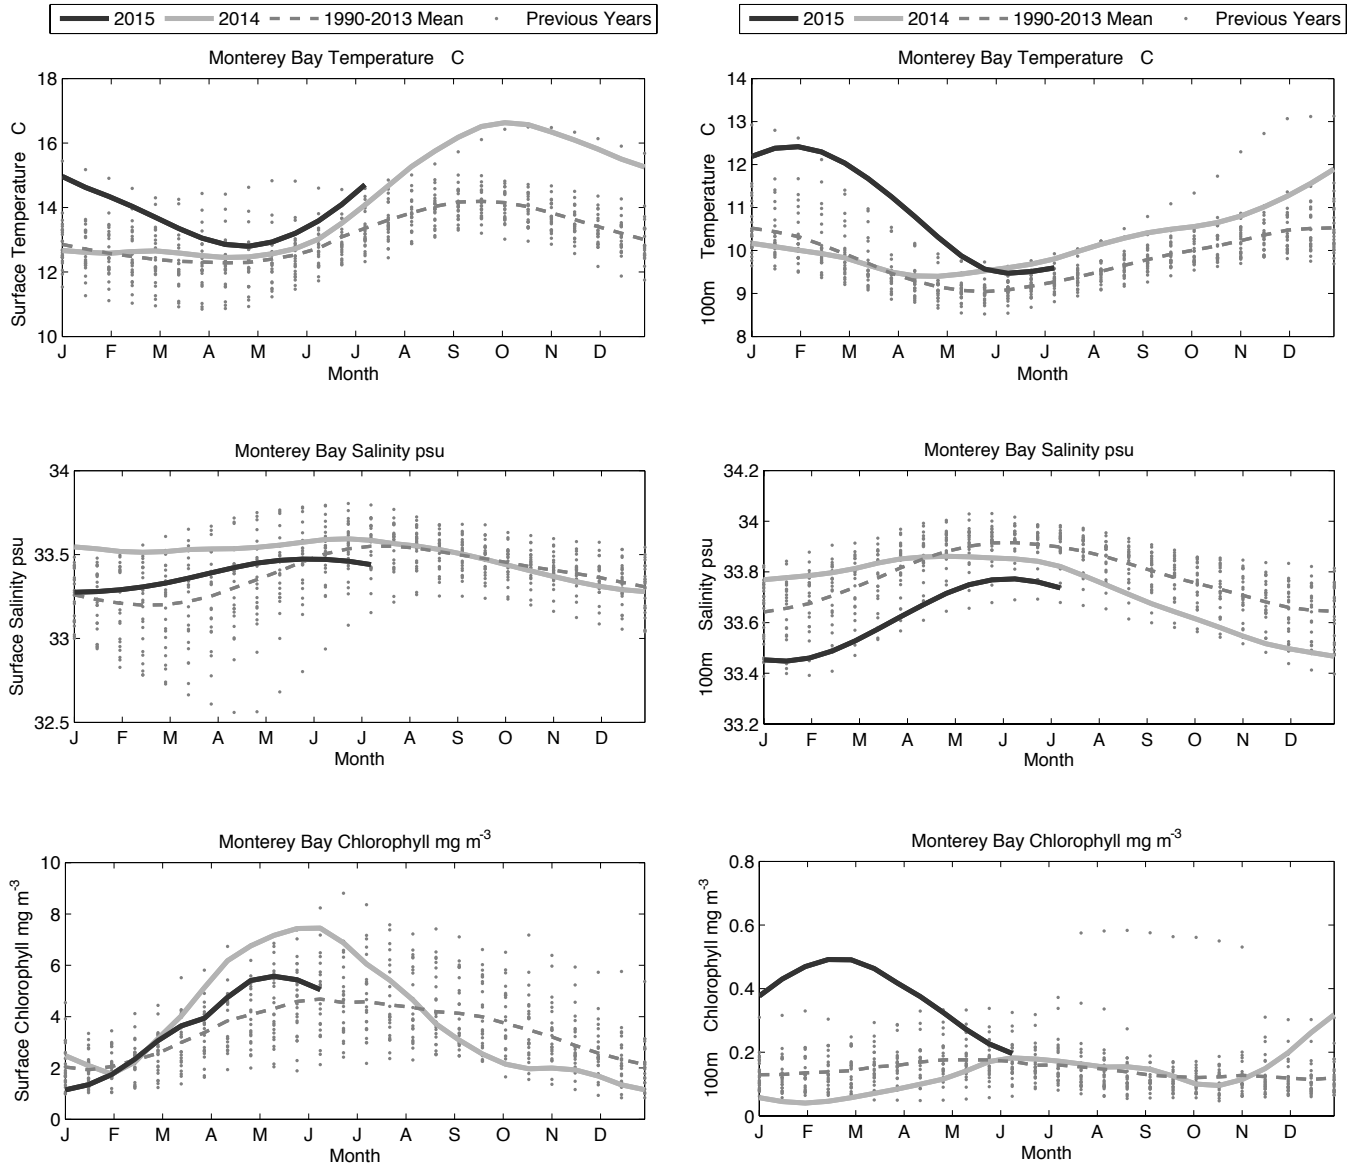 2015 2014 1990-2013 Mean Previous Years
Monterey Bay Temperature C
Surface Temperature C
18
16
14
12
10
J F M A M J J A S O N D
Month
2015 2014 1990-2013 Mean Previous Years
Monterey Bay Temperature C
100m Temperature C
14
13
12
11
10
9
8
J F M A M J J A S O N D
Month
Monterey Bay Salinity psu
Surface Salinity psu
34
33.5
33
32.5
J F M A M J J A S O N D
Month
Monterey Bay Salinity psu
100m Salinity psu
34.2
34
33.8
33.6
33.4
33.2
J F M A M J J A S O N D
Month
Monterey Bay Chlorophyll mg m-3
Surface Chlorophyll mg m-3
10
8
6
4
2
0
J F M A M J J A S O N D
Month
Monterey Bay Chlorophyll mg m-3
100m Chlorophyll mg m-3
0.8
0.6
0.4
0.2
0
J F M A M J J A S O N D
Month